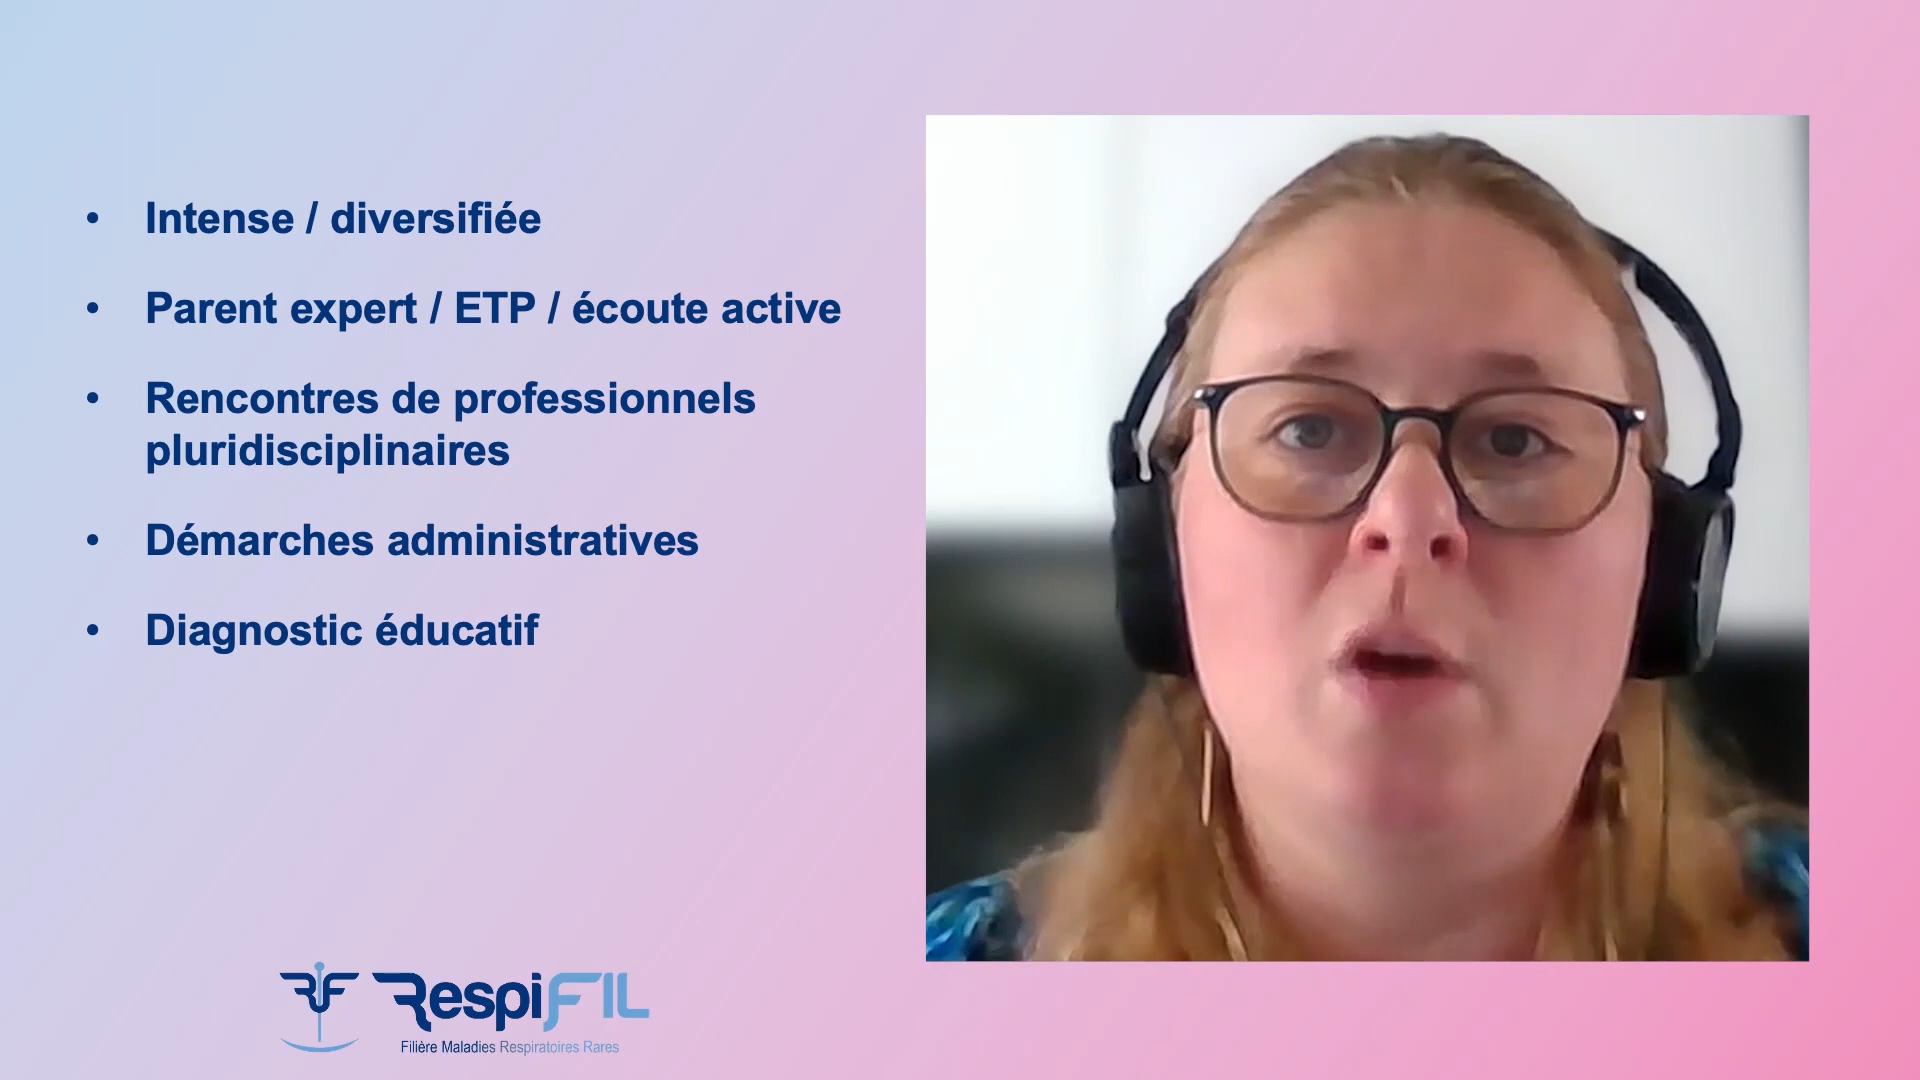 • Intense / diversifiée
• Parent expert / ETP / écoute active
• Rencontres de professionnels
pluridisciplinaires
• Démarches administratives
• Diagnostic éducatif
RF RespiFIL
Filière Maladies Respiratoires Rares